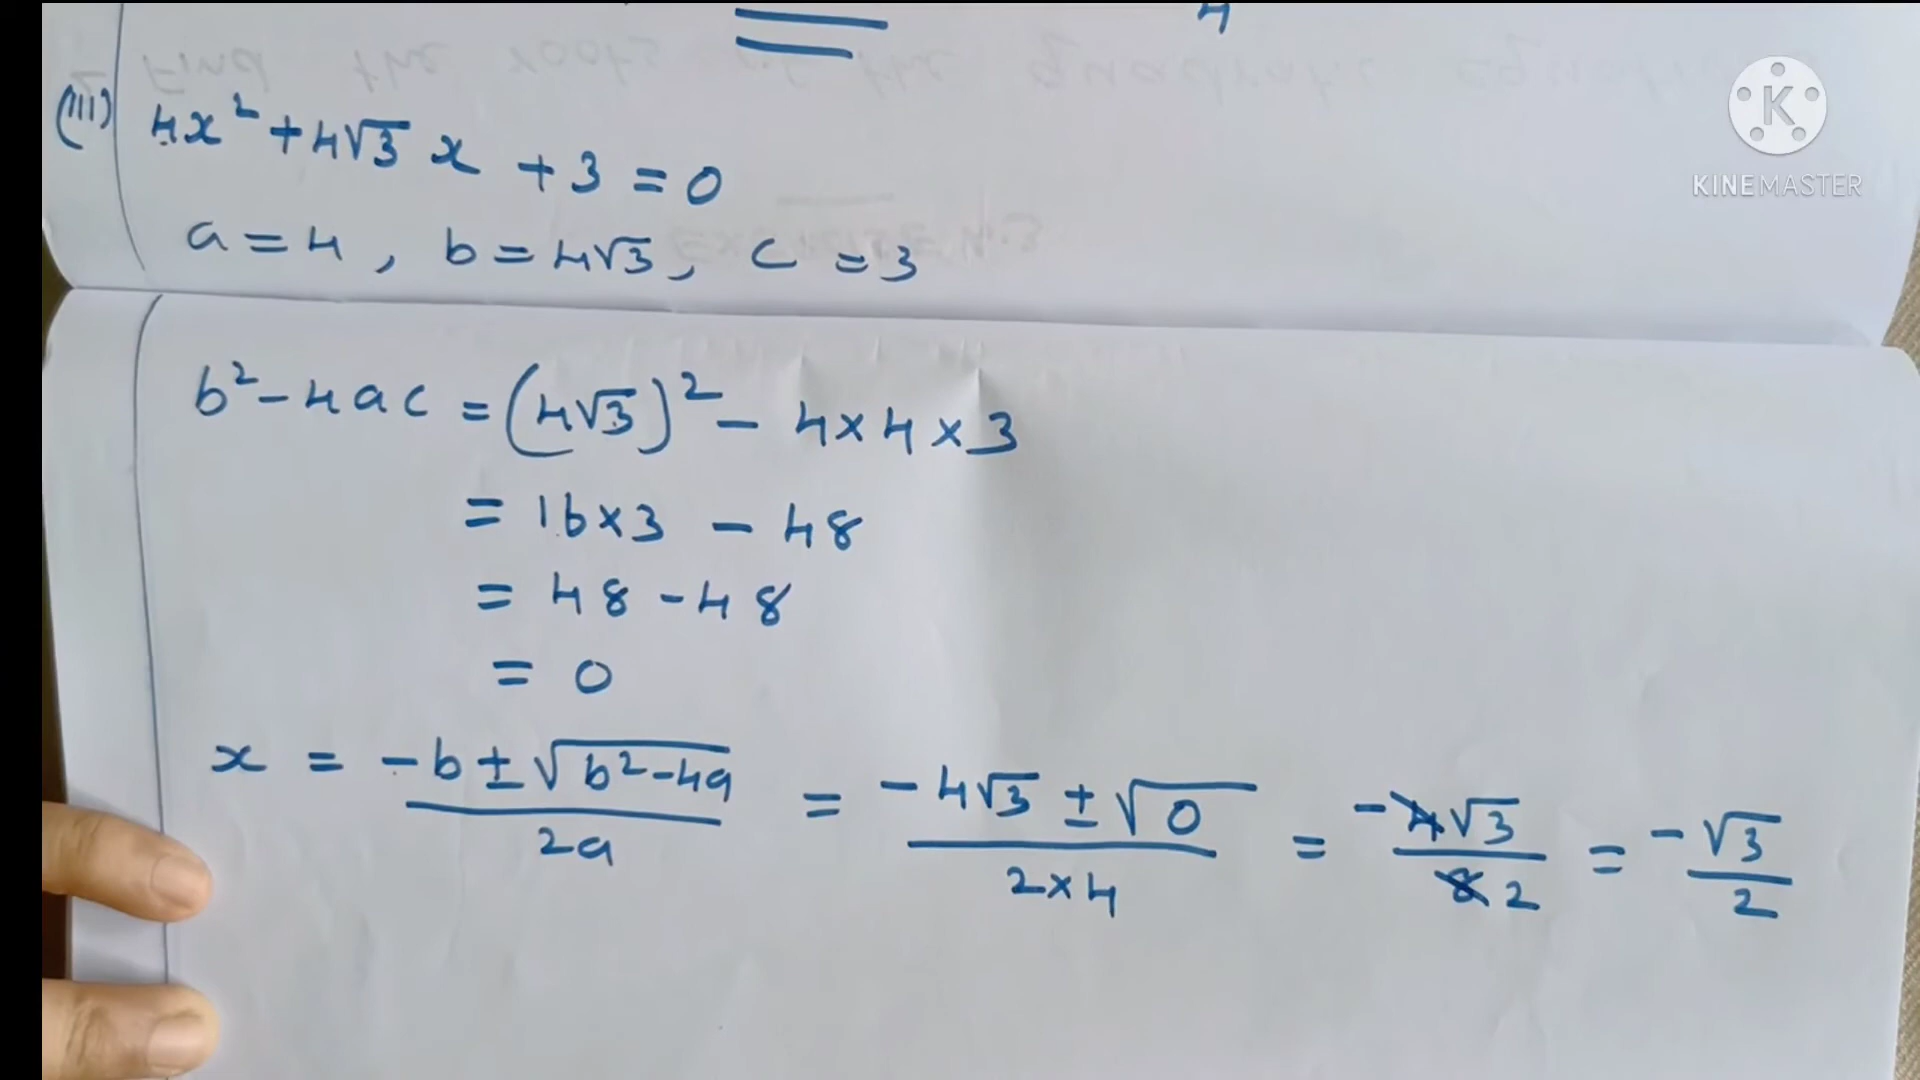 (iii) 4x² + 4√3 x + 3 = 0
a = 4, b = 4√3, c = 3
b² - 4ac = (4√3)² - 4×4×3
= 16×3 - 48
= 48 - 48
= 0
x = -b ± √b²-4a / 2a = -4√3 ± √0 / 2×4 = -4√3 / 8 2 = -√3 / 2
KINEMASTER